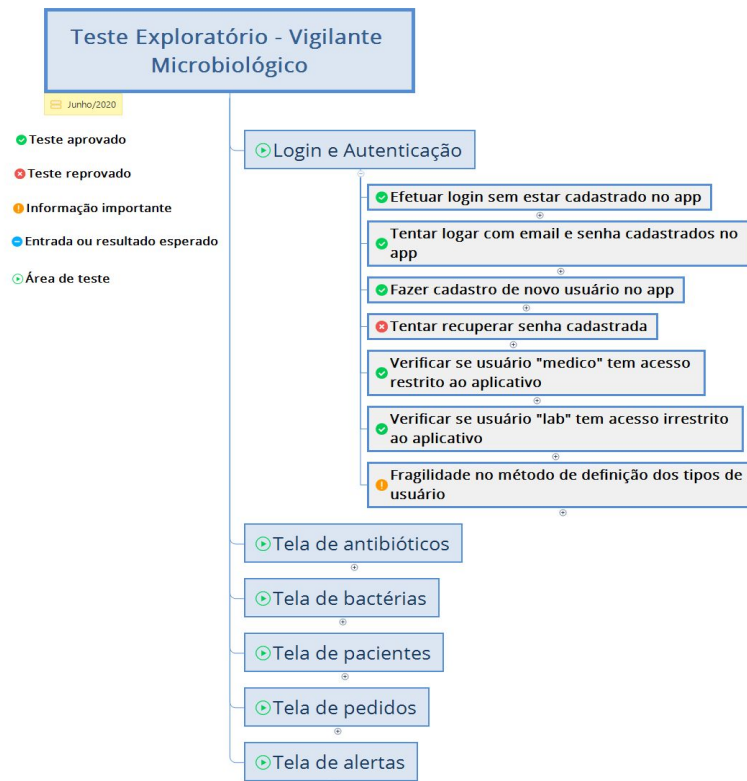 Teste Exploratório - Vigilante
Microbiológico
Junho/2020
Teste aprovado
Teste reprovado
Informação importante
Entrada ou resultado esperado
Área de teste
Login e Autenticação
Efetuar login sem estar cadastrado no app
Tentar logar com email e senha cadastrados no
app
Fazer cadastro de novo usuário no app
Tentar recuperar senha cadastrada
Verificar se usuário "medico" tem acesso
restrito ao aplicativo
Verificar se usuário "lab" tem acesso irrestrito
ao aplicativo
Fragilidade no método de definição dos tipos de
usuário
Tela de antibióticos
Tela de bactérias
Tela de pacientes
Tela de pedidos
Tela de alertas